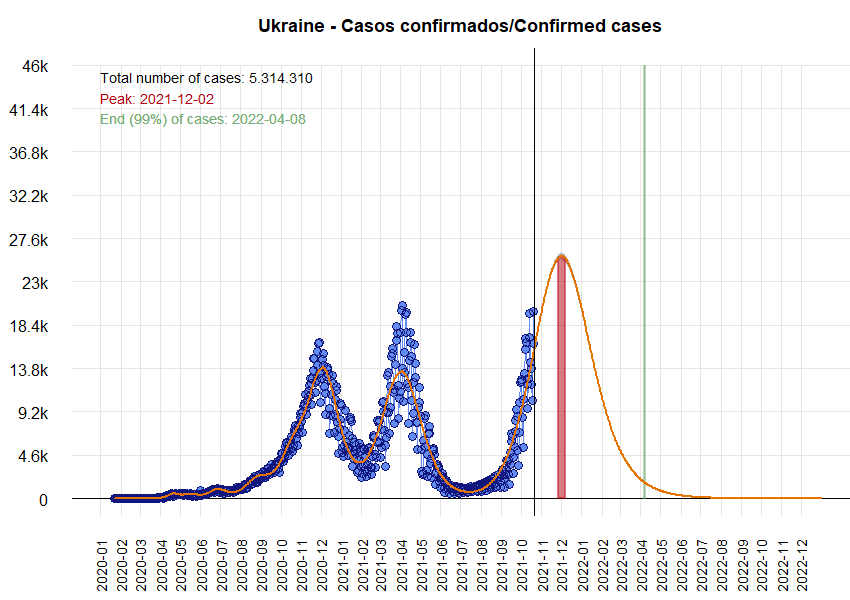 Ukraine - Casos confirmados/Confirmed cases
46k
Total number of cases: 5.314.310
Peak: 2021-12-02
41.4k
End (99%) of cases: 2022-04-08
36.8k
32.2k
27.6k
23k
18.4k
13.8k
9.2k
4.6k
0
2020-01
2020-02
2020-03
2020-04
2020-05
2020-06
2020-07
2020-08
2020-09
2020-10
2020-11
2020-12
2021-01
2021-02
2021-03
2021-04
2021-05
2021-06
2021-07
2021-08
2021-09
2021-10
2021-11
2021-12
2022-01
2022-02
2022-03
2022-04
2022-05
2022-06
2022-07
2022-08
2022-09
2022-10
2022-11
2022-12